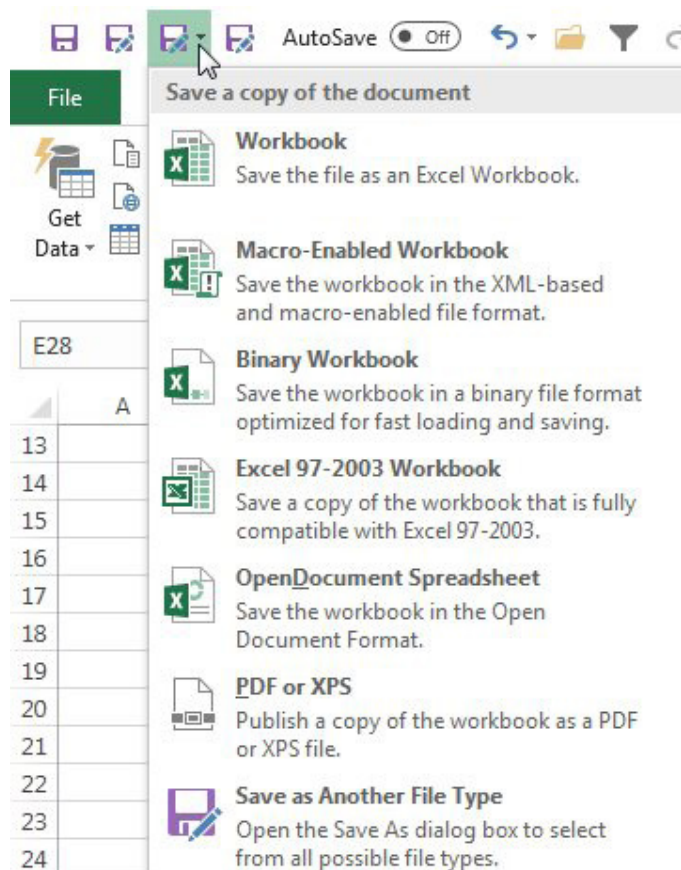 AutoSave Off
File
Save a copy of the document
Get
Data
Workbook
Save the file as an Excel Workbook.
Macro-Enabled Workbook
Save the workbook in the XML-based
and macro-enabled file format.
Binary Workbook
Save the workbook in a binary file format
optimized for fast loading and saving.
Excel 97-2003 Workbook
Save a copy of the workbook that is fully
compatible with Excel 97-2003.
OpenDocument Spreadsheet
Save the workbook in the Open
Document Format.
PDF or XPS
Publish a copy of the workbook as a PDF
or XPS file.
Save as Another File Type
Open the Save As dialog box to select
from all possible file types.
E28
A
13
14
15
16
17
18
19
20
21
22
23
24